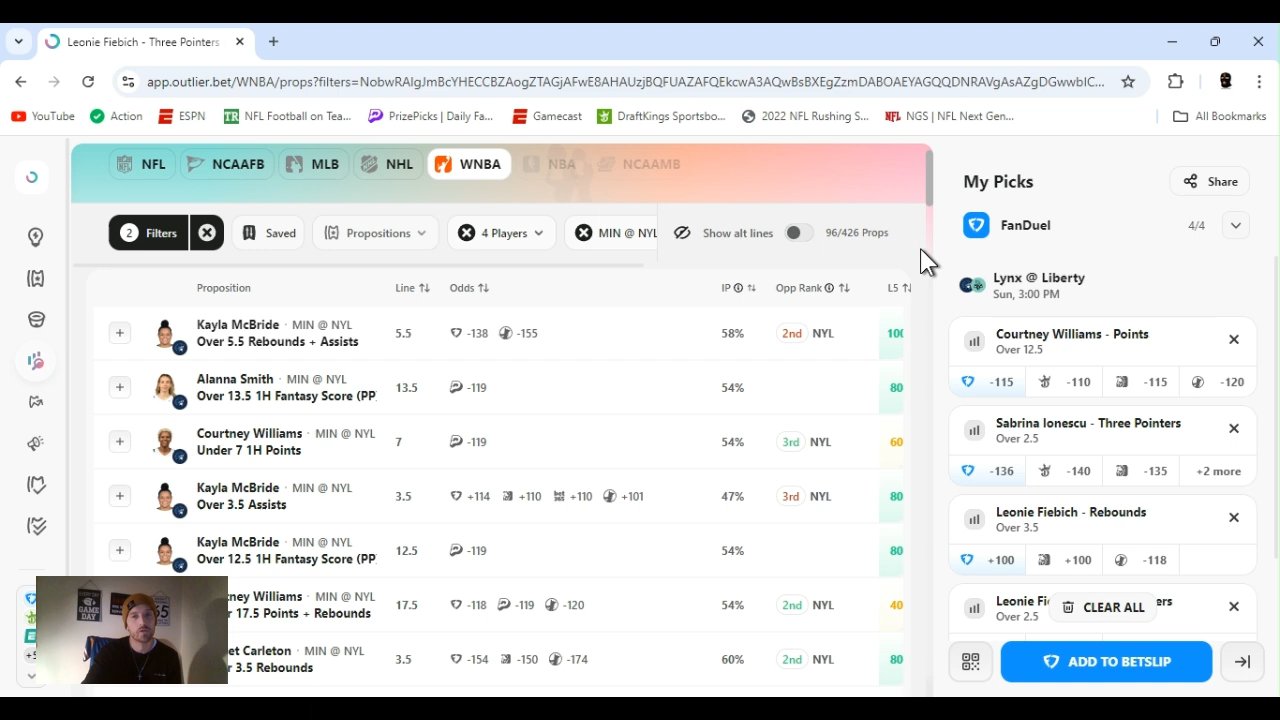 Leonie Fiebich - Three Pointers
app.outlier.bet/WNBA/props?filters=NobwRAlgJmBcYHECCBZAogZTAGjAFwE8AHAUzjBQFUAZAFQEkcwA3AQwBsBXEgZzmDABOAEYAGQQDNRAVgAsAZgDGwwbIC...
YouTube
Action
ESPN
NFL Football on Tea...
PrizePicks | Daily Fa...
Gamecast
DraftKings Sportsbo...
2022 NFL Rushing S...
NGS | NFL Next Gen...
All Bookmarks
NFL
NCAAFB
MLB
NHL
WNBA
NBA
NCAAMB
2 Filters
Saved
Propositions
4 Players
MIN @ NYL
Show alt lines
96/426 Props
Proposition Line Odds IP Opp Rank L5
Kayla McBride · MIN @ NYL
Over 5.5 Rebounds + Assists
5.5 -138 -155 58% 2nd NYL 100
Alanna Smith · MIN @ NYL
Over 13.5 1H Fantasy Score (PP
13.5 -119 54% 80
Courtney Williams · MIN @ NYL
Under 7 1H Points
7 -119 54% 3rd NYL 60
Kayla McBride · MIN @ NYL
Over 3.5 Assists
3.5 +114 +110 +110 +101 47% 3rd NYL 80
Kayla McBride · MIN @ NYL
Over 12.5 1H Fantasy Score (PP
12.5 -119 54% 80
ney Williams · MIN @ NYL
r 17.5 Points + Rebounds
17.5 -118 -119 -120 54% 2nd NYL 40
et Carleton · MIN @ NYL
r 3.5 Rebounds
3.5 -154 -150 -174 60% 2nd NYL 80
GAME
DAY
My Picks
Share
FanDuel
4/4
Lynx @ Liberty
Sun, 3:00 PM
Courtney Williams - Points
Over 12.5
-115 -110 -115 -120
Sabrina Ionescu - Three Pointers
Over 2.5
-136 -140 -135 +2 more
Leonie Fiebich - Rebounds
Over 3.5
+100 +100 -118
Leonie Fi ers
Over 2.5
CLEAR ALL
ADD TO BETSLIP